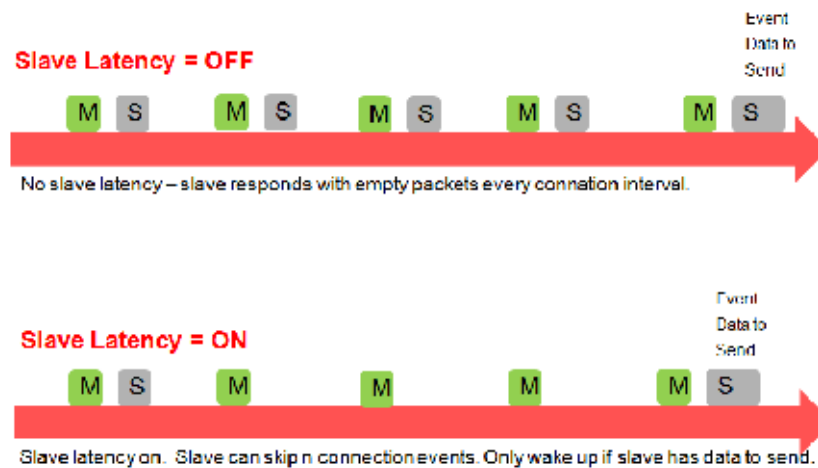 Event
Data to
Send
Slave Latency = OFF
M S M S M S M S M S
No slave latency – slave responds with empty packets every connation interval.
Event
Data to
Send
Slave Latency = ON
M S M M M M S
Slave latency on. Slave can skip n connection events. Only wake up if slave has data to send.